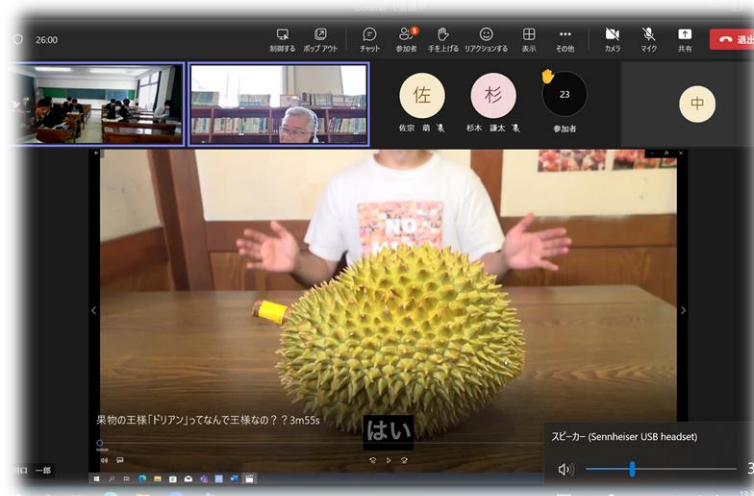 26:00
制御する ポップ アウト チャット 参加者 5 手を上げる リアクションする 表示 その他 カメラ マイク 共有 退出
佐 杉 23 中
佐宗 萌 杉木 謙太 参加者
NO
果物の王様「ドリアン」ってなんで王様なの？？3m55s
はい
スピーカー (Sennheiser USB headset)
一郎